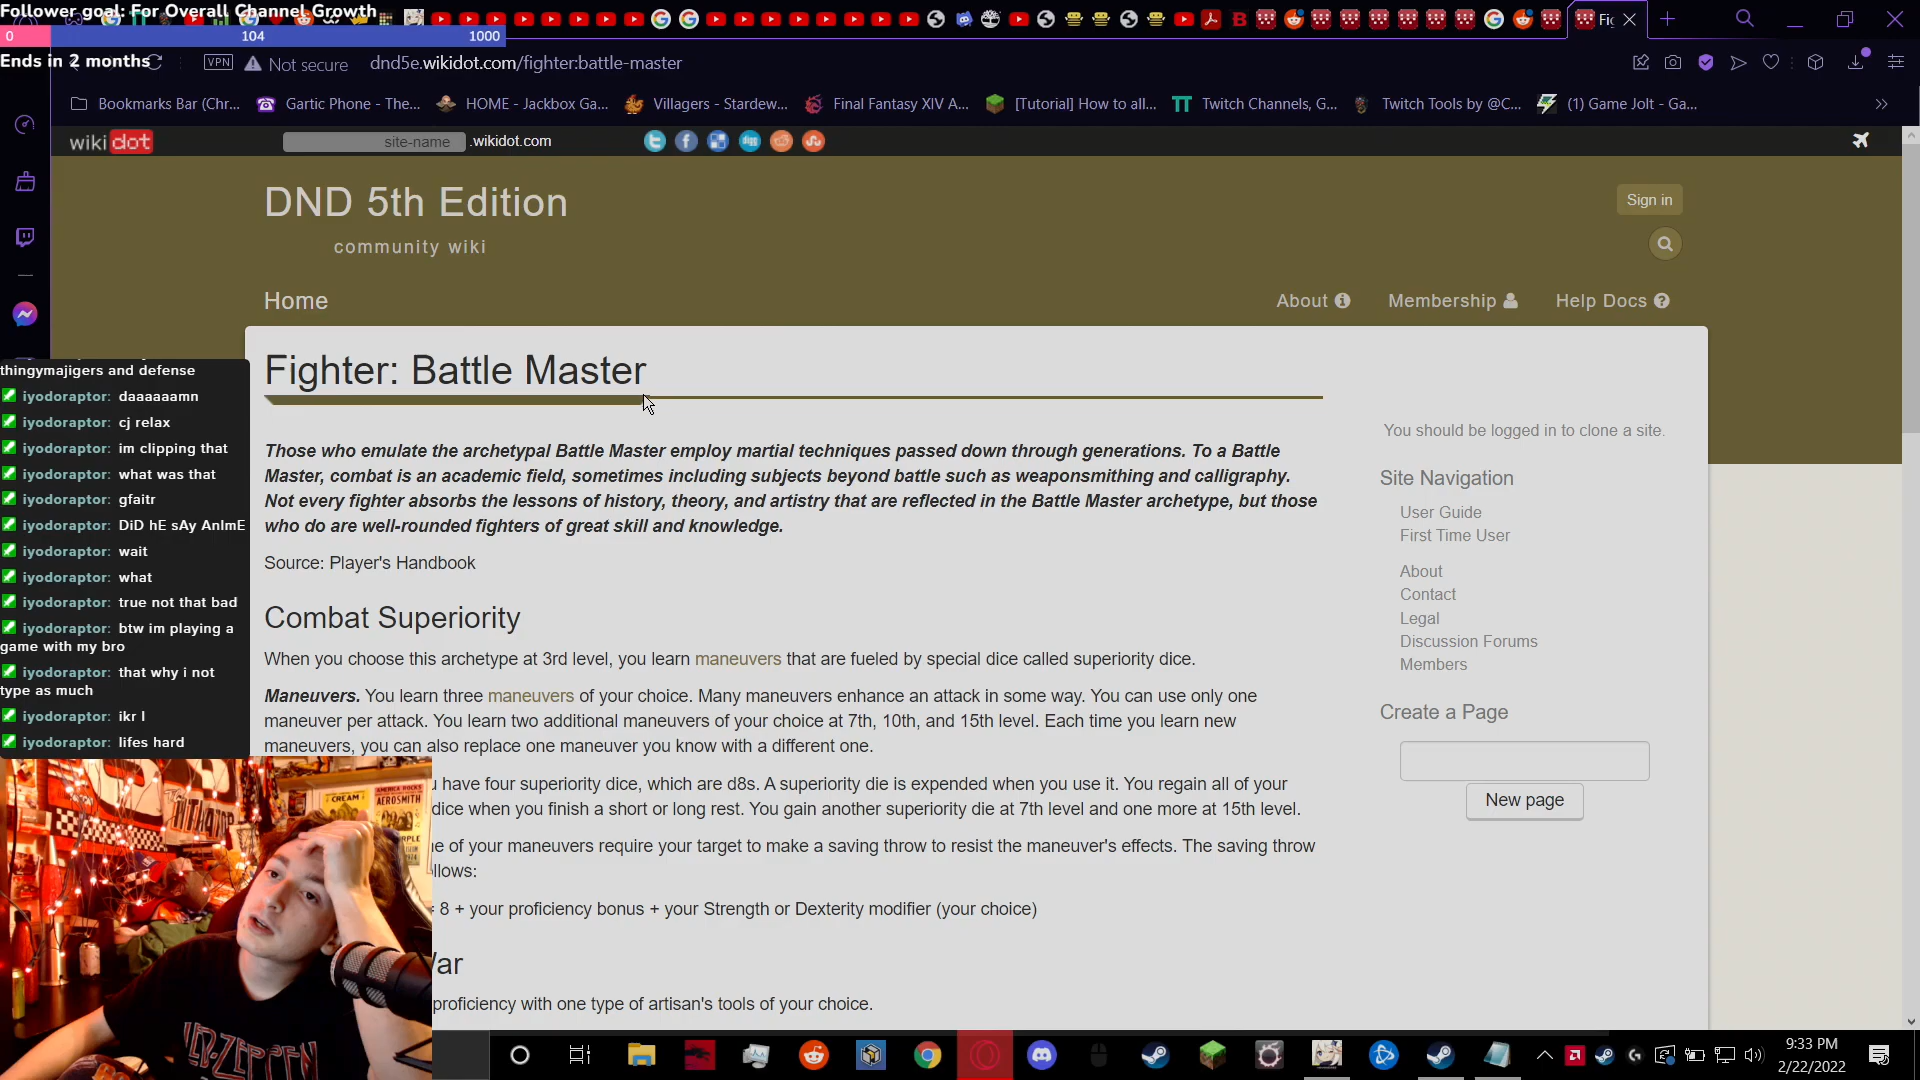 Follower goal: For Overall Channel Growth
0 104 1000
Ends in 2 months
Fi
VPN Not secure dnd5e.wikidot.com/fighter:battle-master
Bookmarks Bar (Chr... Gartic Phone - The... HOME - Jackbox Ga... Villagers - Stardew... Final Fantasy XIV A... [Tutorial] How to all... Twitch Channels, G... Twitch Tools by @C... (1) Game Jolt - Ga...
wikidot site-name .wikidot.com
DND 5th Edition
Sign in
community wiki
Home About Membership Help Docs
Fighter: Battle Master
You should be logged in to clone a site.
Those who emulate the archetypal Battle Master employ martial techniques passed down through generations. To a Battle
Master, combat is an academic field, sometimes including subjects beyond battle such as weaponsmithing and calligraphy.
Not every fighter absorbs the lessons of history, theory, and artistry that are reflected in the Battle Master archetype, but those
who do are well-rounded fighters of great skill and knowledge.
Source: Player's Handbook
Combat Superiority
When you choose this archetype at 3rd level, you learn maneuvers that are fueled by special dice called superiority dice.
Maneuvers. You learn three maneuvers of your choice. Many maneuvers enhance an attack in some way. You can use only one
maneuver per attack. You learn two additional maneuvers of your choice at 7th, 10th, and 15th level. Each time you learn new
maneuvers, you can also replace one maneuver you know with a different one.
have four superiority dice, which are d8s. A superiority die is expended when you use it. You regain all of your
dice when you finish a short or long rest. You gain another superiority die at 7th level and one more at 15th level.
e of your maneuvers require your target to make a saving throw to resist the maneuver's effects. The saving throw
llows:
8 + your proficiency bonus + your Strength or Dexterity modifier (your choice)
ar
proficiency with one type of artisan's tools of your choice.
Site Navigation
User Guide
First Time User
About
Contact
Legal
Discussion Forums
Members
Create a Page
New page
thingymajigers and defense
iyodoraptor: daaaaaamn
iyodoraptor: cj relax
iyodoraptor: im clipping that
iyodoraptor: what was that
iyodoraptor: gfaitr
iyodoraptor: DiD hE sAy AnImE
iyodoraptor: wait
iyodoraptor: what
iyodoraptor: true not that bad
iyodoraptor: btw im playing a
game with my bro
iyodoraptor: that why i not
type as much
iyodoraptor: ikr l
iyodoraptor: lifes hard
CREAM
AMERICA ROCKS
AEROSMITH
LED-ZEPPELIN
9:33 PM
2/22/2022